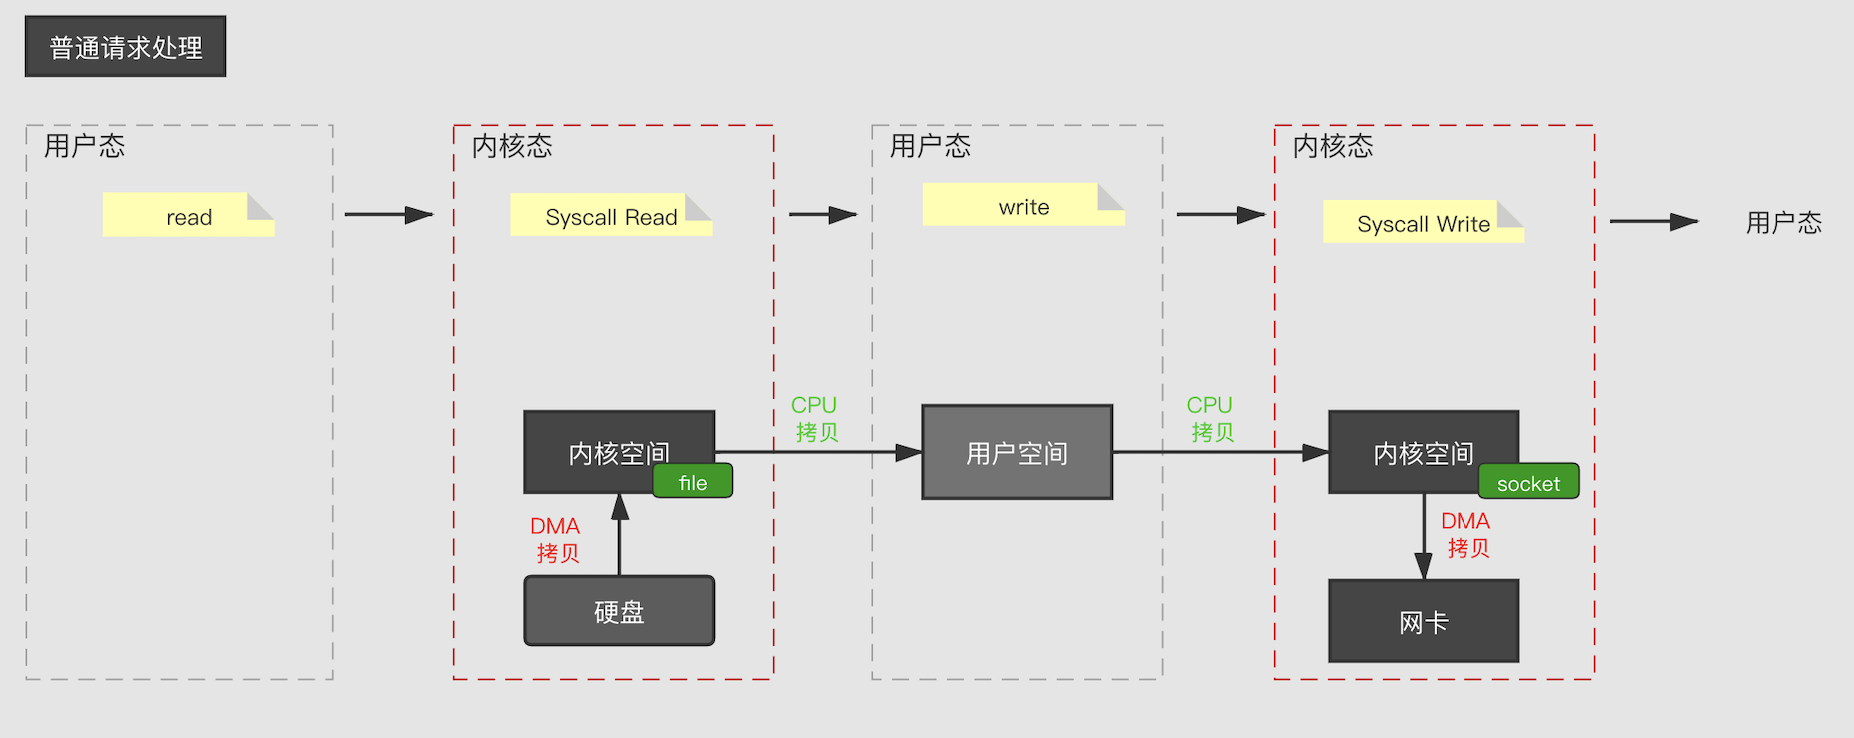 普通请求处理
用户态
内核态
用户态
内核态
read
Syscall Read
write
Syscall Write
用户态
CPU
拷贝
CPU
拷贝
内核空间
file
用户空间
内核空间
socket
DMA
拷贝
DMA
拷贝
硬盘
网卡